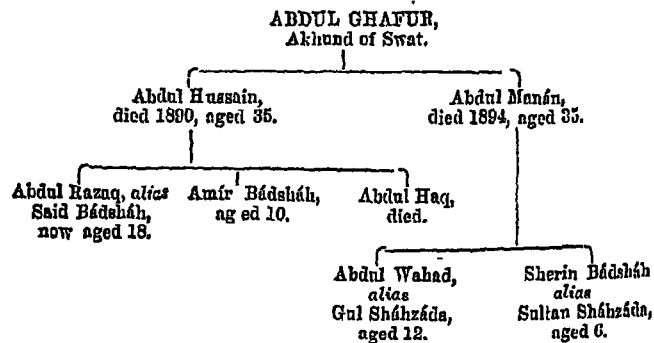 ABDUL GHAFUR,
Akhund of Swat.
Abdul Hussain,
died 1890, aged 35.
Abdul Manán,
died 1894, aged 35.
Abdul Razaq, alias
Said Bádsháh,
now aged 18.
Amír Bádsháh,
ag ed 10.
Abdul Haq,
died.
Abdul Wahad,
alias
Gul Sháhzáda,
aged 12.
Sherin Bádsháh
alias
Sultan Sháhzáda,
aged 6.